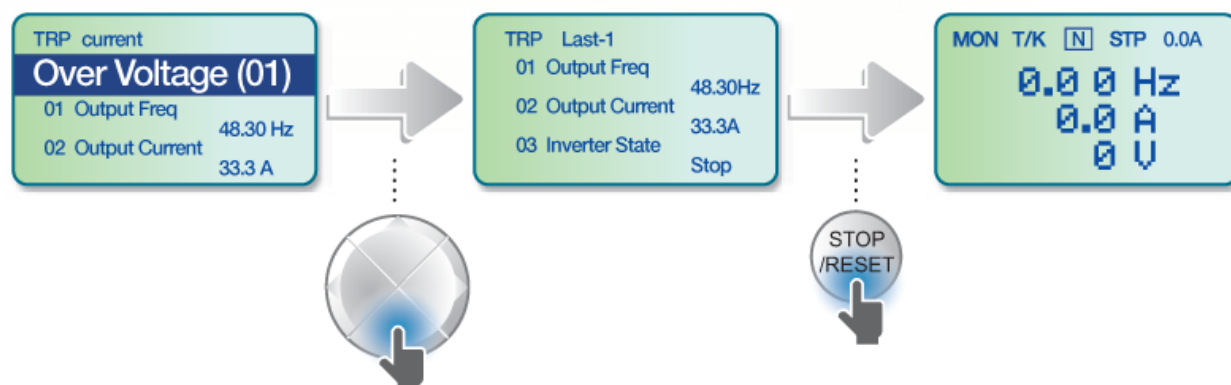 TRP current
Over Voltage (01)
01 Output Freq
48.30 Hz
02 Output Current
33.3 A
TRP Last-1
01 Output Freq
48.30Hz
02 Output Current
33.3A
03 Inverter State
Stop
MON T/K N STP 0.0A
0.0 0 Hz
0.0 A
0 V
STOP
/RESET